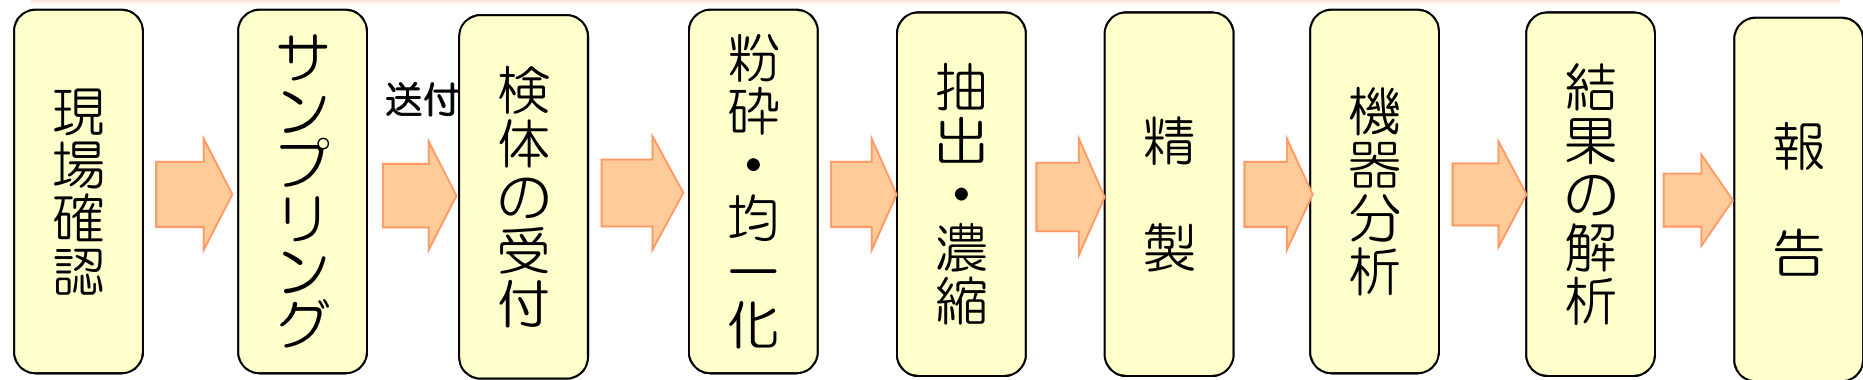 現場確認
サンプリング
送付
検体の受付
粉砕・均一化
抽出・濃縮
精製
機器分析
結果の解析
報告